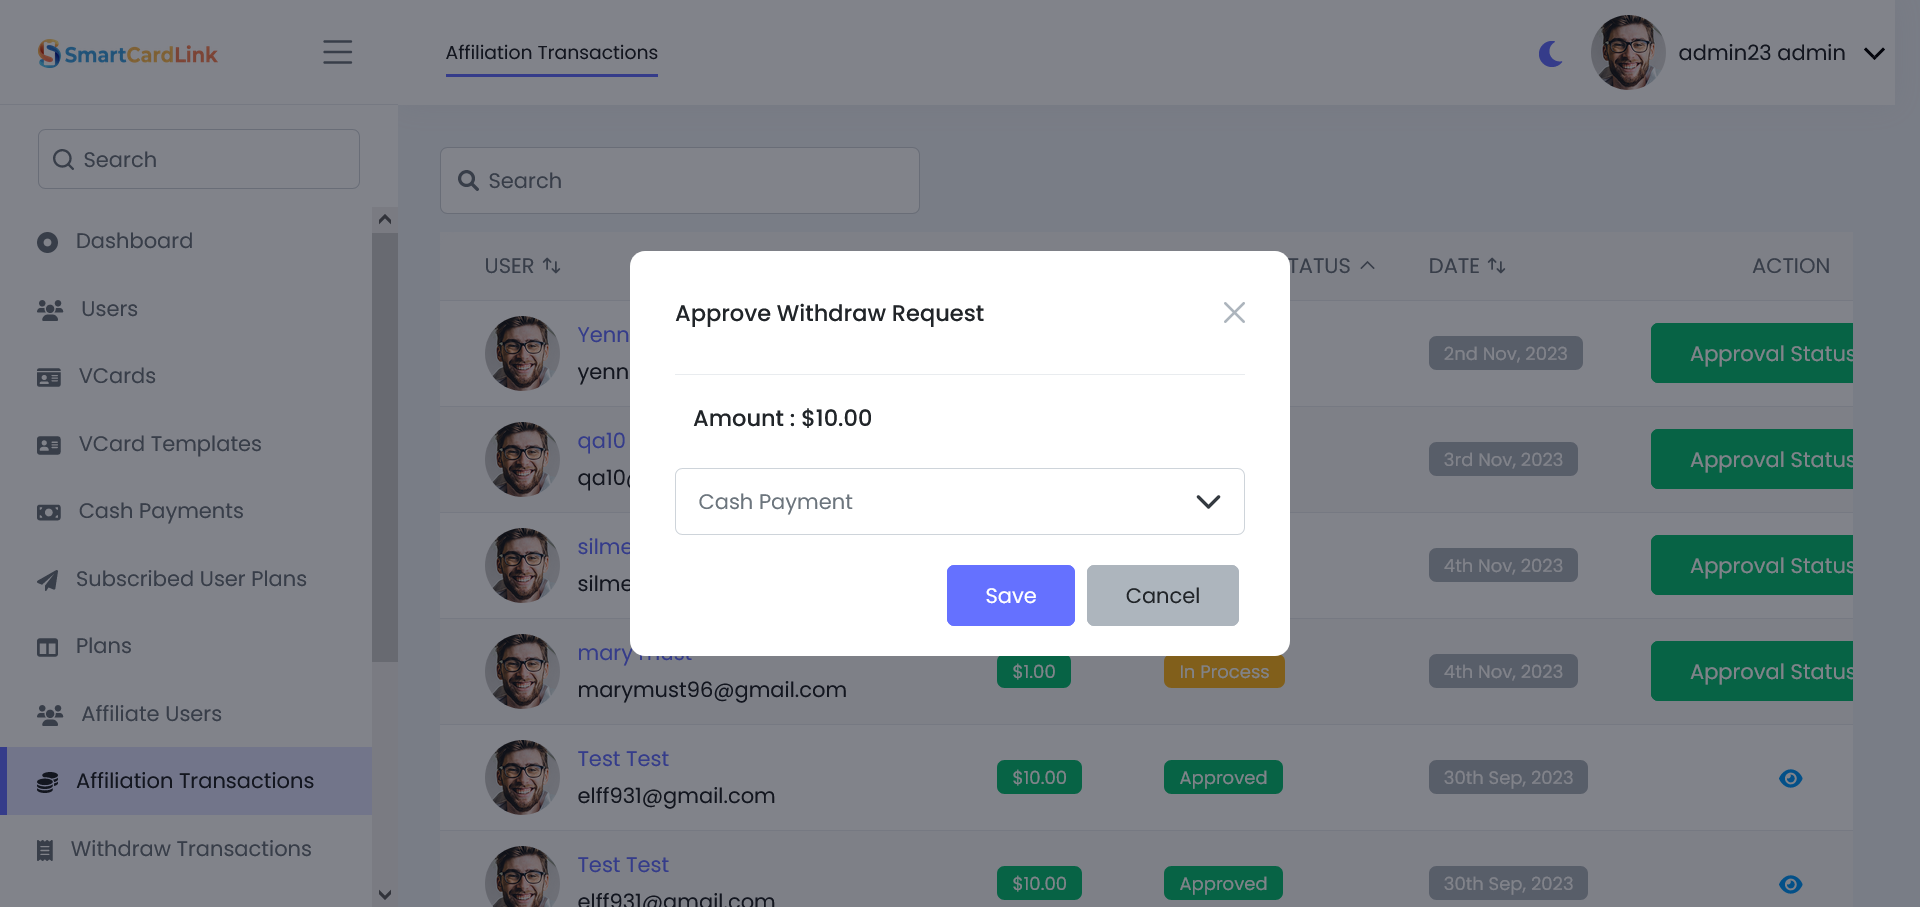 SmartCardLink
Affiliation Transactions
admin23 admin
Search
Dashboard
Users
VCards
VCard Templates
Cash Payments
Subscribed User Plans
Plans
Affiliate Users
Affiliation Transactions
Withdraw Transactions
Search
USER
TATUS
DATE
ACTION
Yenn
yenn
2nd Nov, 2023
Approval Status
qa10
qa10@
3rd Nov, 2023
Approval Status
silme
silme
4th Nov, 2023
Approval Status
mary must
marymust96@gmail.com
$1.00
In Process
4th Nov, 2023
Approval Status
Test Test
elff931@gmail.com
$10.00
Approved
30th Sep, 2023
Test Test
elff931@gmail.com
$10.00
Approved
30th Sep, 2023
Approve Withdraw Request
Amount : $10.00
Cash Payment
Save
Cancel